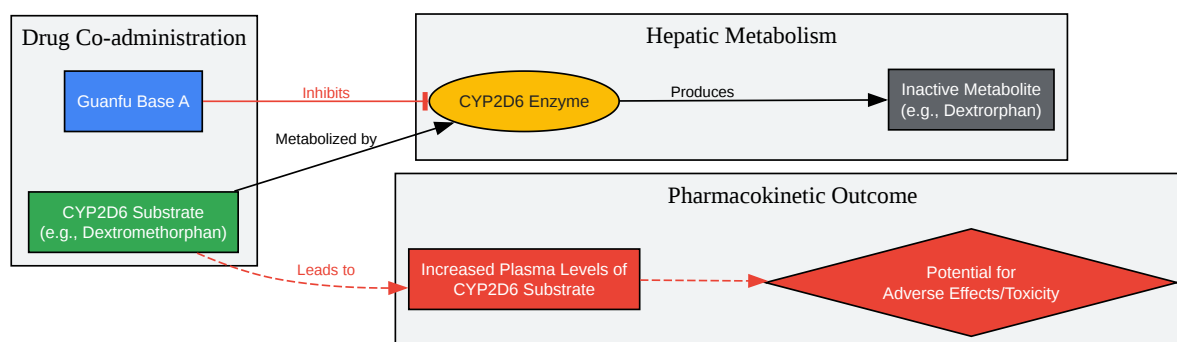 Drug Co-administration
Guanfu Base A
CYP2D6 Substrate
(e.g., Dextromethorphan)
Inhibits
Metabolized by
Leads to
Hepatic Metabolism
CYP2D6 Enzyme
Produces
Inactive Metabolite
(e.g., Dextrorphan)
Pharmacokinetic Outcome
Increased Plasma Levels of
CYP2D6 Substrate
Potential for
Adverse Effects/Toxicity